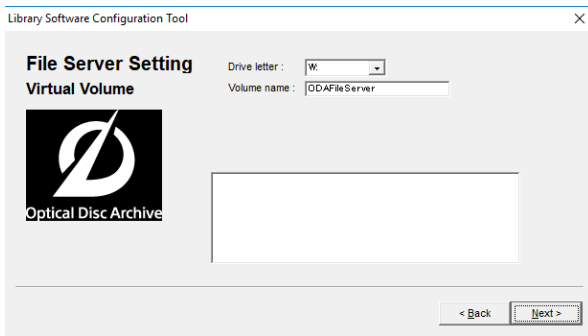 Library Software Configuration Tool
File Server Setting
Virtual Volume
Drive letter :
W:
Volume name :
ODAFileServer
Optical Disc Archive
< Back
Next >